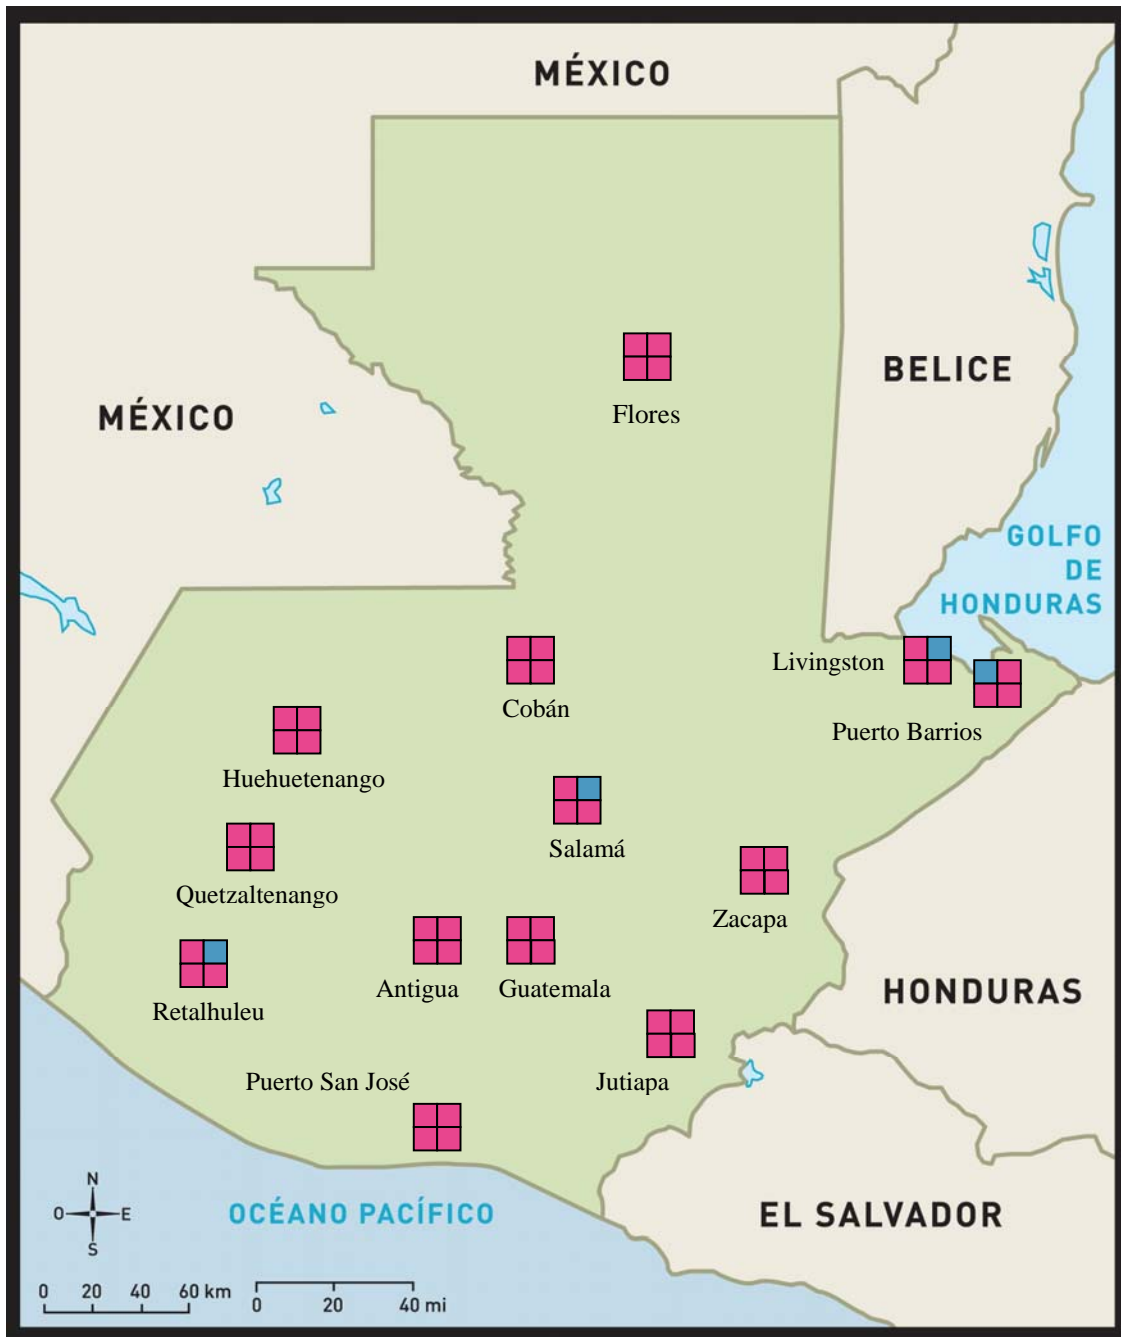 MÉXICO
BELICE
Flores
MÉXICO
GOLFO
DE
HONDURAS
Livingston
Cobán
Puerto Barrios
Huehuetenango
Salamá
Quetzaltenango
Zacapa
Antigua
Guatemala
HONDURAS
Retalhuleu
Puerto San José
Jutiapa
N
O
E
S
OCÉANO PACÍFICO
EL SALVADOR
0 20 40 60 km
0 20 40 mi